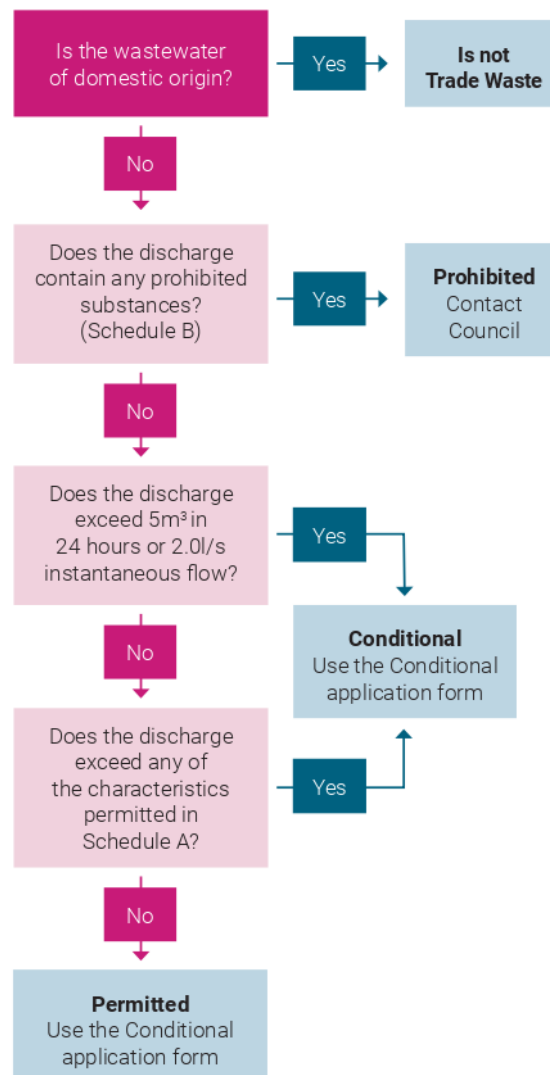 Is the wastewater
of domestic origin?
Yes
Is not
Trade Waste
No
Does the discharge
contain any prohibited
substances?
(Schedule B)
Yes
Prohibited
Contact
Council
No
Does the discharge
exceed 5m³ in
24 hours or 2.0l/s
instantaneous flow?
Yes
Conditional
Use the Conditional
application form
No
Does the discharge
exceed any of
the characteristics
permitted in
Schedule A?
Yes
No
Permitted
Use the Conditional
application form